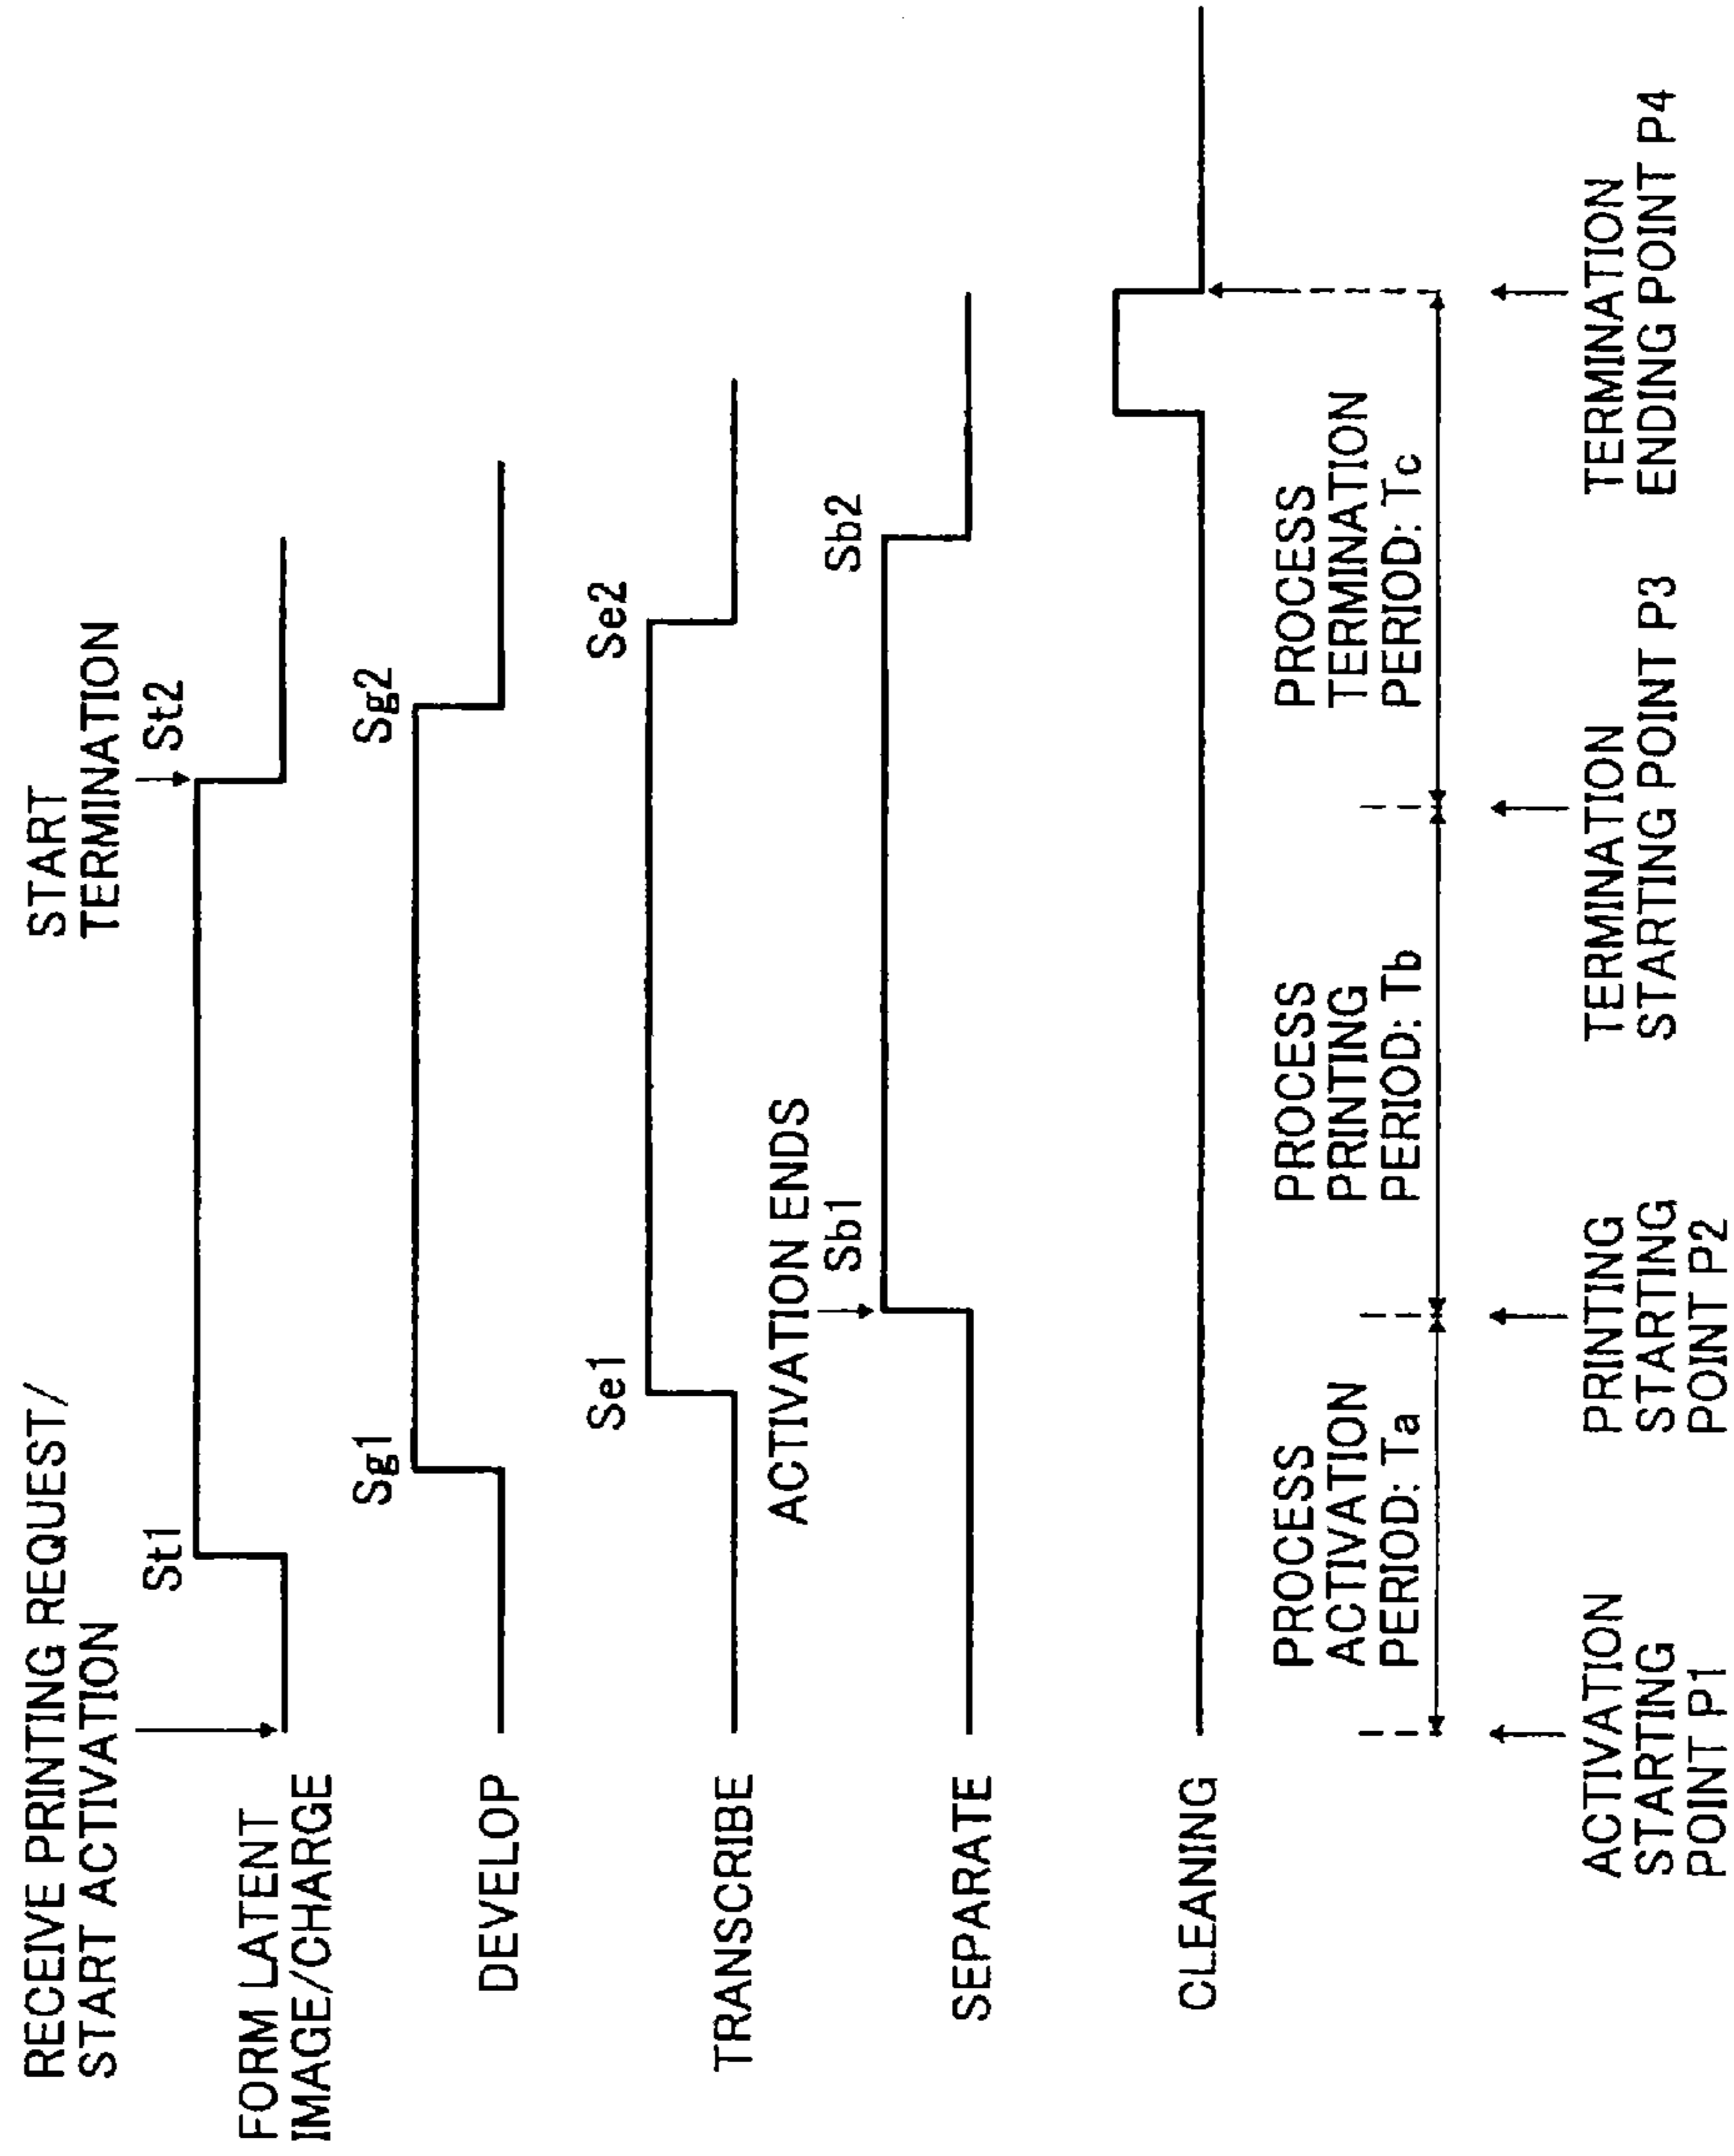 RECEIVE PRINTING REQUEST/
START ACTIVATION
START
TERMINATION
FORM LATENT
IMAGE/CHARGE
St1
St2
DEVELOP
Sg1
Sg2
TRANSCRIBE
Se1
Se2
ACTIVATION ENDS
SEPARATE
Sb1
Sb2
CLEANING
PROCESS
ACTIVATION
PERIOD: Ta
PROCESS
PRINTING
PERIOD: Tb
PROCESS
TERMINATION
PERIOD: Tc
ACTIVATION
STARTING
POINT P1
PRINTING
STARTING
POINT P2
TERMINATION
STARTING POINT P3
TERMINATION
ENDING POINT P4